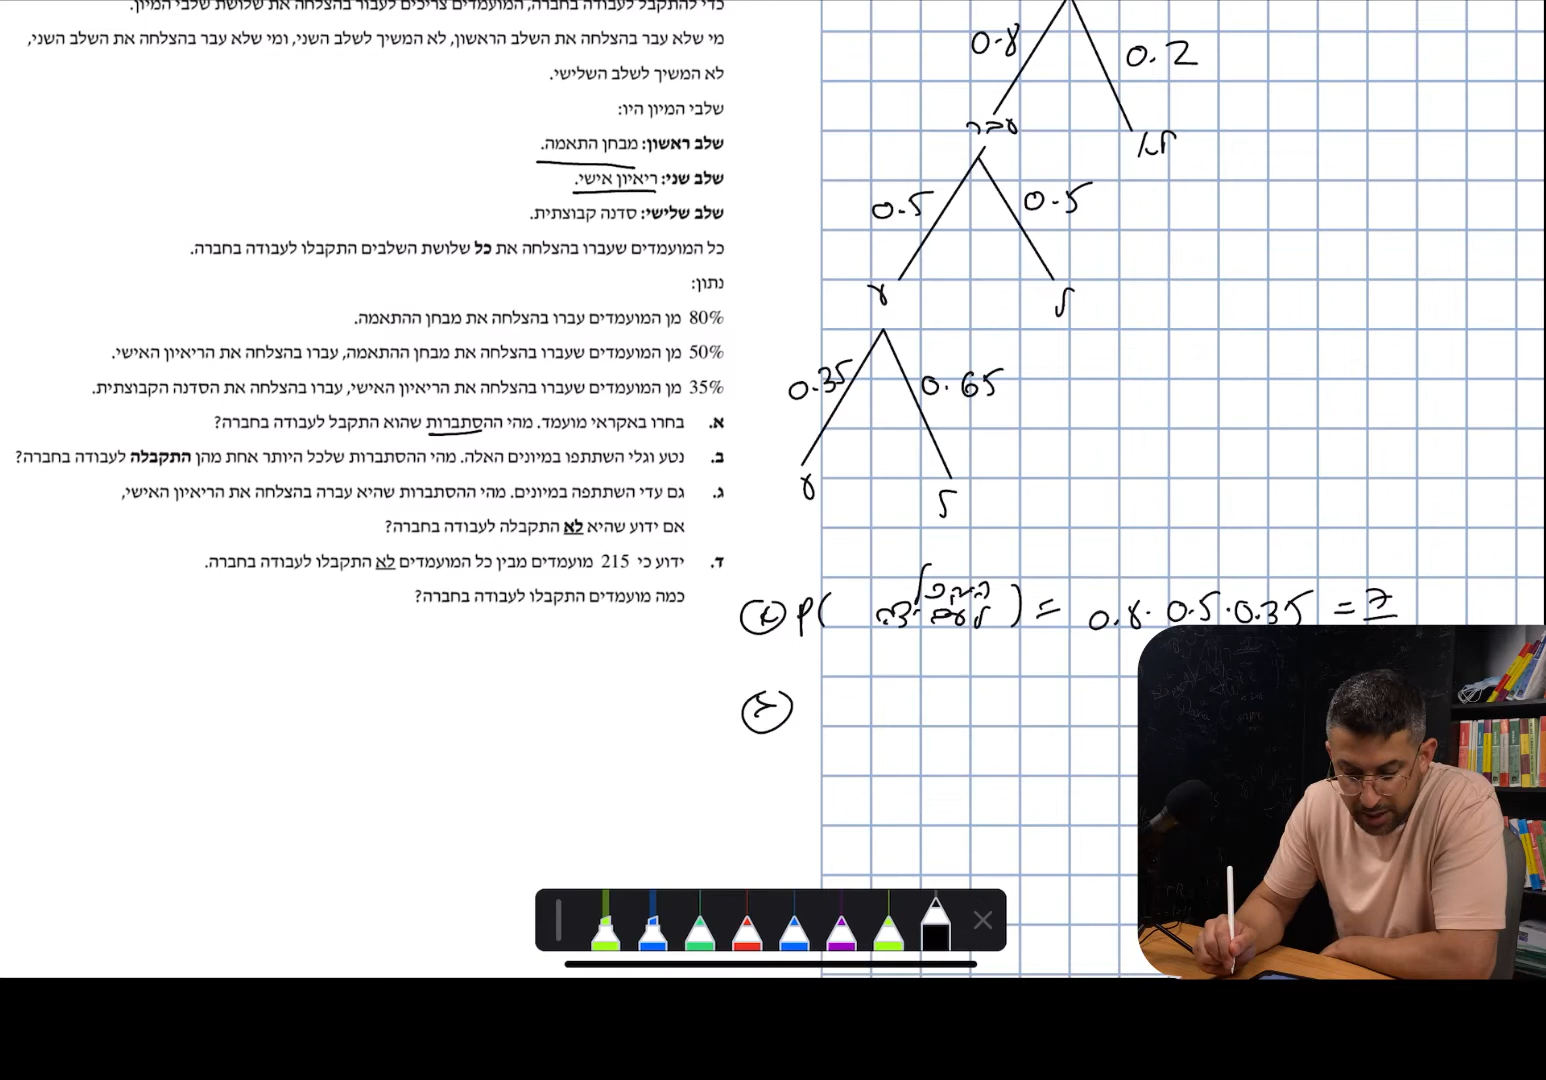 כדי להתקבל לעבודה בחברה, המועמדים צריכים לעבור בהצלחה את שלושת שלבי המיון.
מי שלא עבר בהצלחה את השלב הראשון, לא המשיך לשלב השני, ומי שלא עבר בהצלחה את השלב השני,
לא המשיך לשלב השלישי.
שלבי המיון היו:
שלב ראשון: מבחן התאמה.
שלב שני: ריאיון אישי.
שלב שלישי: סדנה קבוצתית.
כל המועמדים שעברו בהצלחה את כל שלושת השלבים התקבלו לעבודה בחברה.
נתון:
80% מן המועמדים עברו בהצלחה את מבחן ההתאמה.
50% מן המועמדים שעברו בהצלחה את מבחן ההתאמה, עברו בהצלחה את הריאיון האישי.
35% מן המועמדים שעברו בהצלחה את הריאיון האישי, עברו בהצלחה את הסדנה הקבוצתית.
א. בחרו באקראי מועמד. מהי ההסתברות שהוא התקבל לעבודה בחברה?
ב. נטע וגלי השתתפו במיונים האלה. מהי ההסתברות שלכל היותר אחת מהן התקבלה לעבודה בחברה?
ג. גם עדי השתתפה במיונים. מהי ההסתברות שהיא עברה בהצלחה את הריאיון האישי,
אם ידוע שהיא לא התקבלה לעבודה בחברה?
ד. ידוע כי 215 מועמדים מבין כל המועמדים לא התקבלו לעבודה בחברה.
כמה מועמדים התקבלו לעבודה בחברה?
0.8 0.2
עבר לא
0.5 0.5
ע ל
0.35 0.65
ע ל
א P( התקבל לעבודה ) = 0.8 · 0.5 · 0.35 = 7
ב